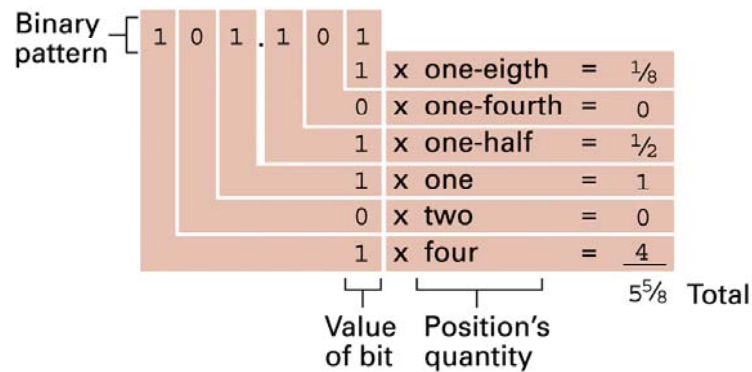 Binary pattern
1 0 1 . 1 0 1
1 x one-eigth = 1/8
0 x one-fourth = 0
1 x one-half = 1/2
1 x one = 1
0 x two = 0
1 x four = 4
5 5/8 Total
Value of bit
Position's quantity